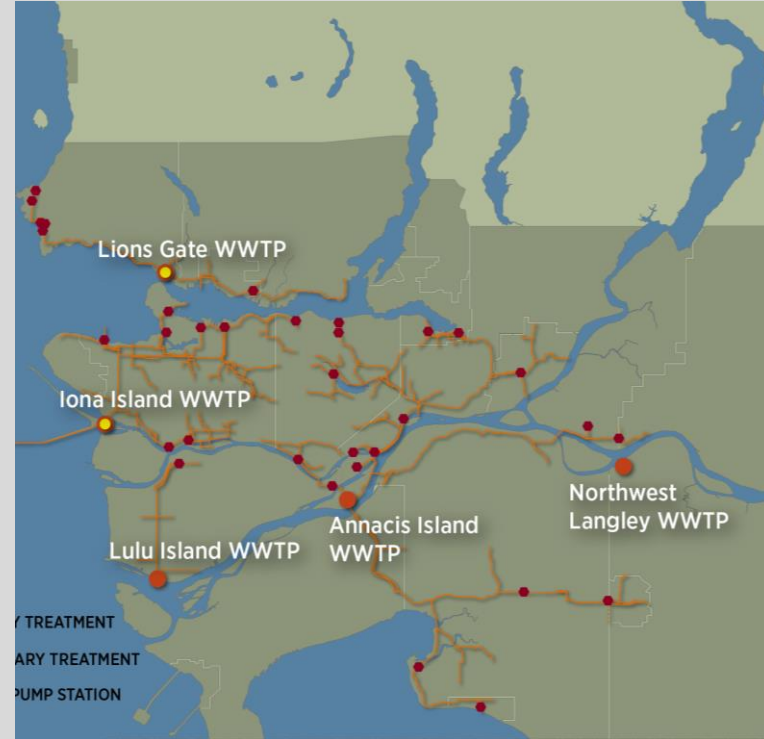 Lions Gate WWTP
Iona Island WWTP
Northwest
Langley WWTP
Annacis Island
WWTP
Lulu Island WWTP
Y TREATMENT
ARY TREATMENT
PUMP STATION